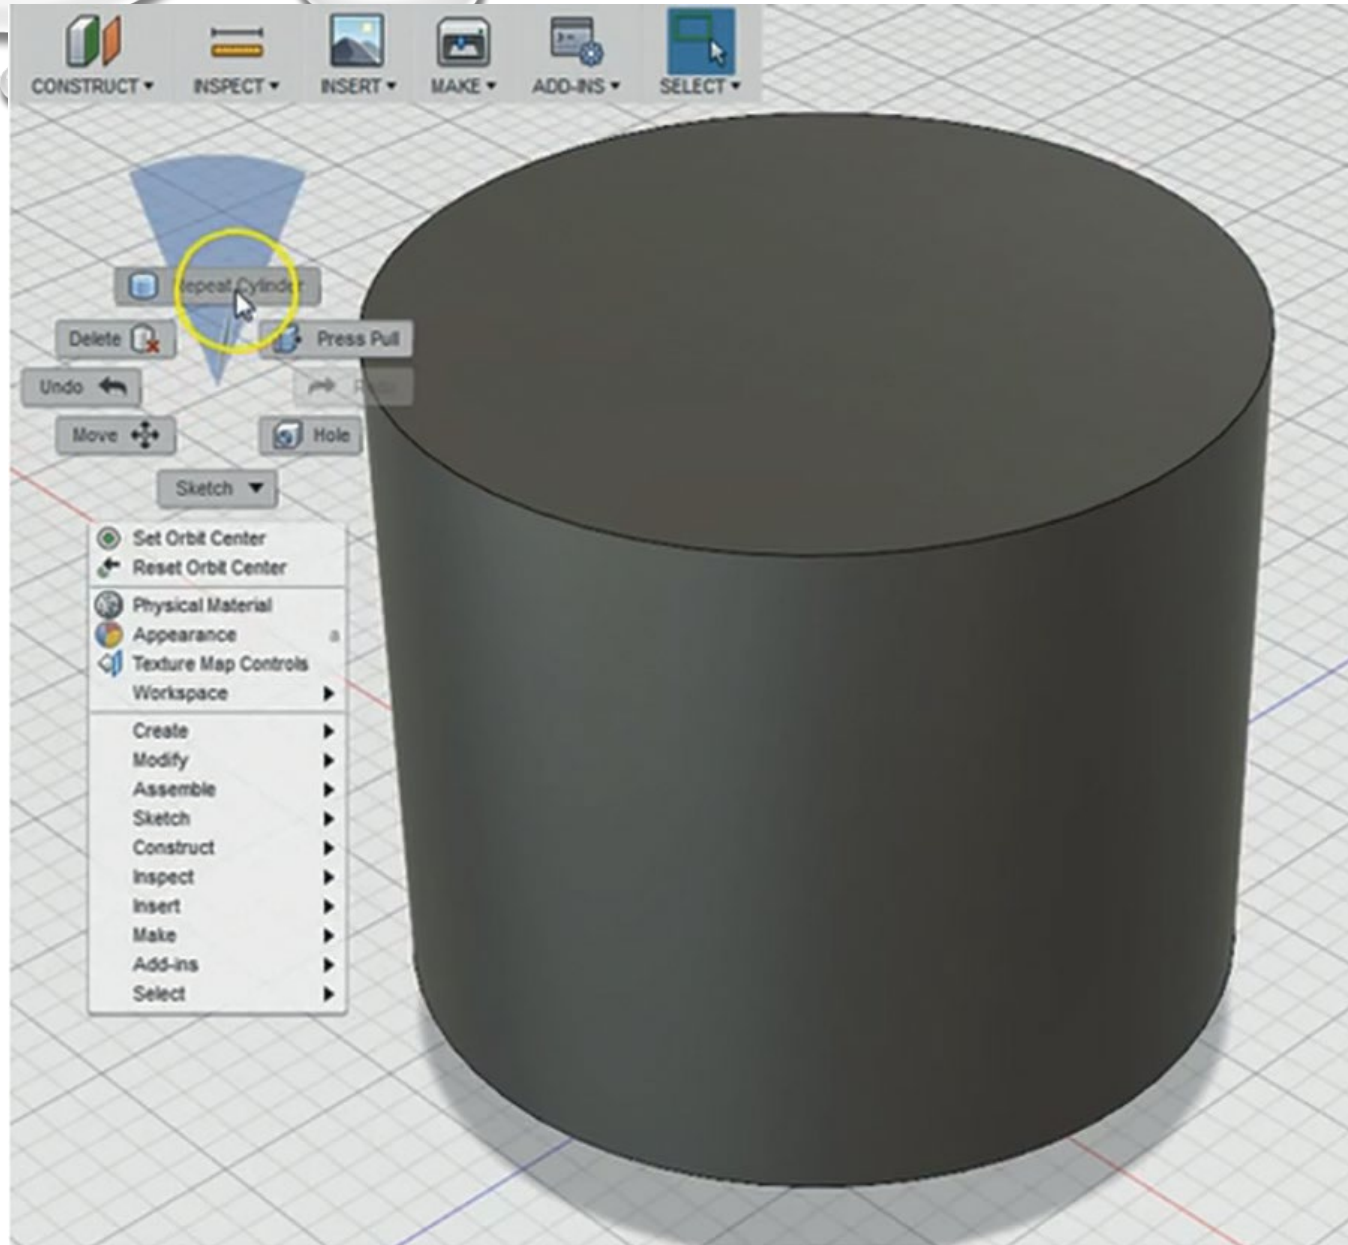 CONSTRUCT INSPECT INSERT MAKE ADD-INS SELECT
Repeat Cylinder
Delete Press Pull
Undo
Move Hole
Sketch
Set Orbit Center
Reset Orbit Center
Physical Material
Appearance a
Texture Map Controls
Workspace
Create
Modify
Assemble
Sketch
Construct
Inspect
Insert
Make
Add-ins
Select